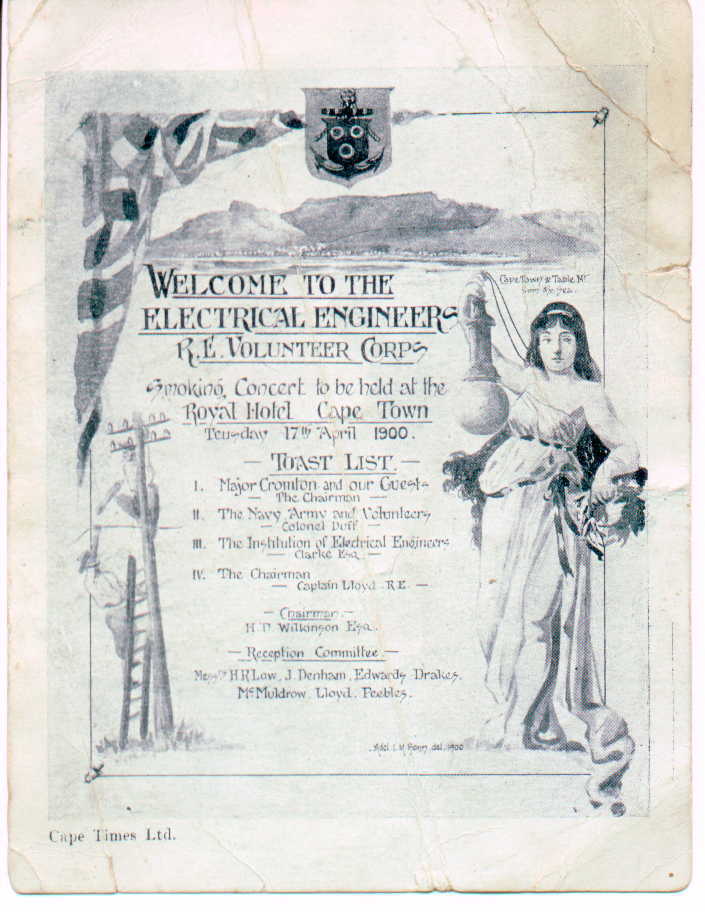 Cape Town & Table Mt
from the Sea.
WELCOME TO THE
ELECTRICAL ENGINEERS
R.E. VOLUNTEER CORPS
Smoking Concert to be held at the
Royal Hotel Cape Town
Teusday 17th April 1900.
— TOAST LIST. —
I. Major Cromton and our Guests
— The Chairman —
II. The Navy Army and Volunteers
— Colonel Duff —
III. The Institution of Electrical Engineers
— Clarke Esq. —
IV. The Chairman
— Captain Lloyd R.E. —
— Chairman. —
H.D. Wilkinson Esq.
— Reception Committee. —
Messrs H.R. Low, J. Denham, Edwards Drakes.
McMuldrow, Lloyd. Peebles.
del. 1900
Cape Times Ltd.